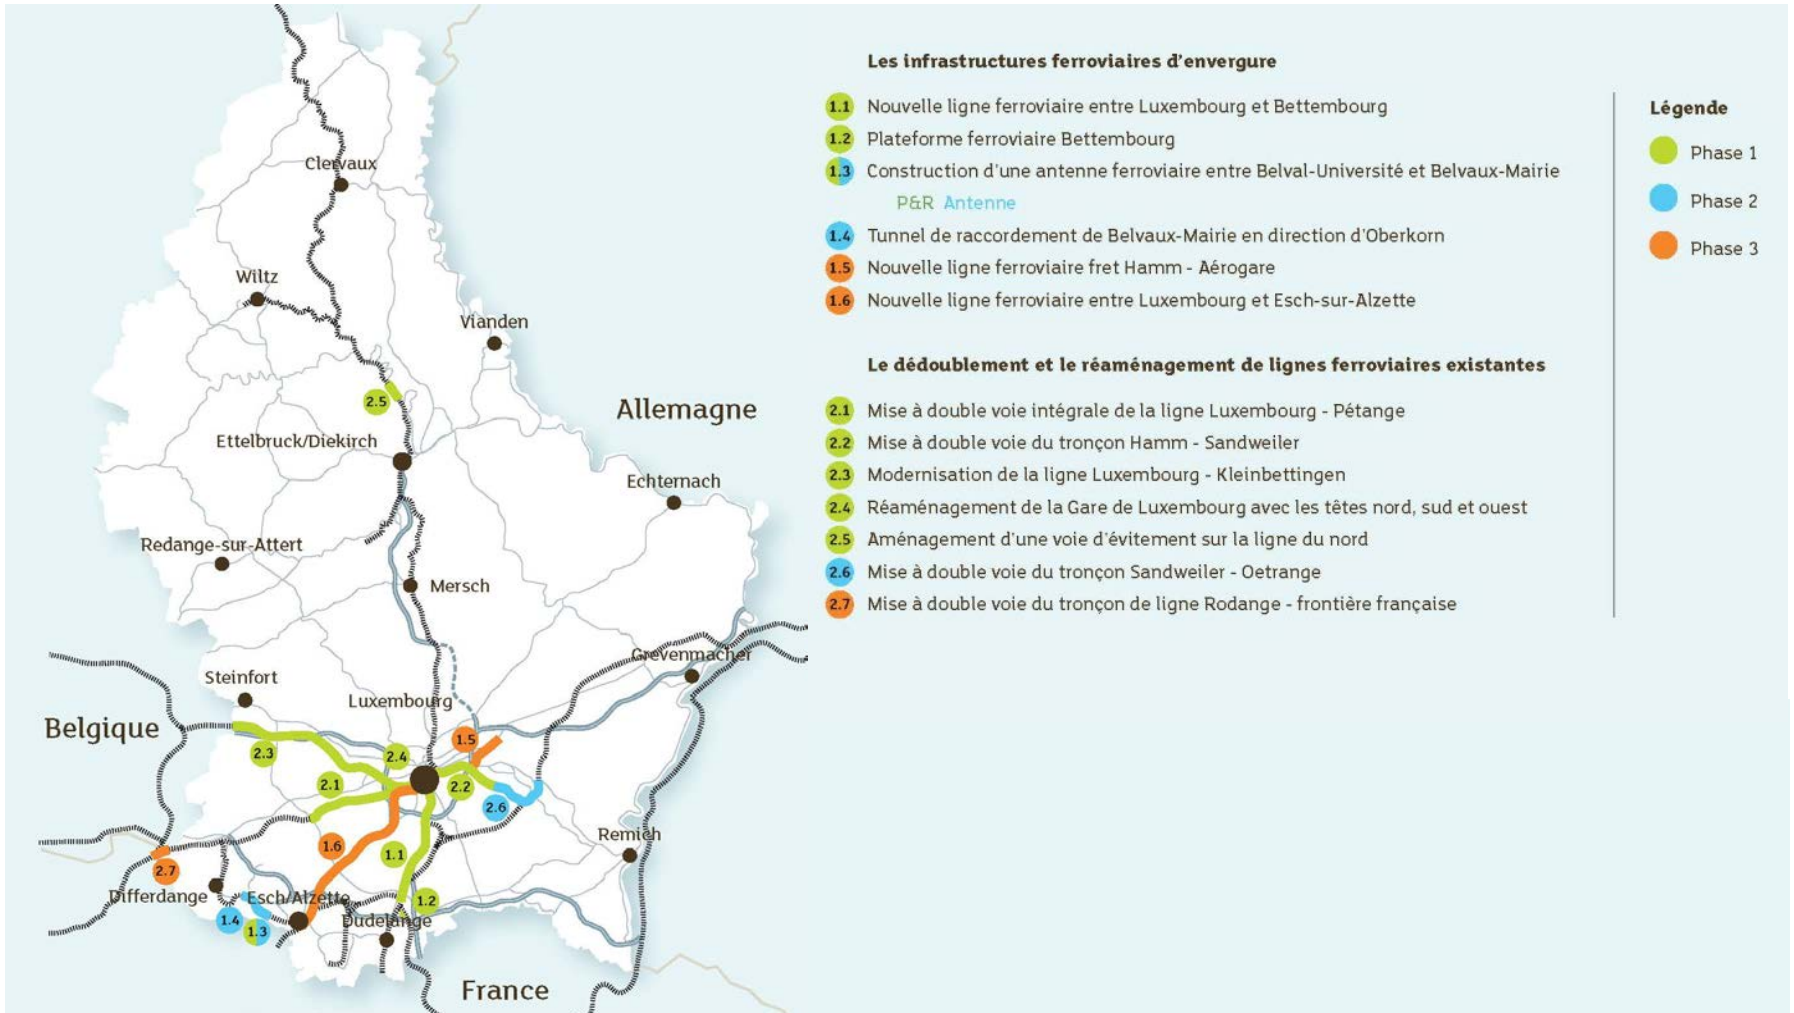 Les infrastructures ferroviaires d'envergure
1.1 Nouvelle ligne ferroviaire entre Luxembourg et Bettembourg
1.2 Plateforme ferroviaire Bettembourg
1.3 Construction d'une antenne ferroviaire entre Belval-Université et Belvaux-Mairie
P&R Antenne
1.4 Tunnel de raccordement de Belvaux-Mairie en direction d'Oberkorn
1.5 Nouvelle ligne ferroviaire fret Hamm - Aérogare
1.6 Nouvelle ligne ferroviaire entre Luxembourg et Esch-sur-Alzette
Le dédoublement et le réaménagement de lignes ferroviaires existantes
2.1 Mise à double voie intégrale de la ligne Luxembourg - Pétange
2.2 Mise à double voie du tronçon Hamm - Sandweiler
2.3 Modernisation de la ligne Luxembourg - Kleinbettingen
2.4 Réaménagement de la Gare de Luxembourg avec les têtes nord, sud et ouest
2.5 Aménagement d'une voie d'évitement sur la ligne du nord
2.6 Mise à double voie du tronçon Sandweiler - Oetrange
2.7 Mise à double voie du tronçon de ligne Rodange - frontière française
Légende
Phase 1
Phase 2
Phase 3
Clervaux
Wiltz
Vianden
2.5
Allemagne
Ettelbruck/Diekirch
Echternach
Redange-sur-Attert
Mersch
Grevenmacher
Steinfort
Luxembourg
Belgique
1.5
2.3
2.4
2.1
2.2
2.6
Remich
1.6
1.1
2.7
Differdange
Esch/Alzette
1.2
1.4
1.3
Dudelange
France